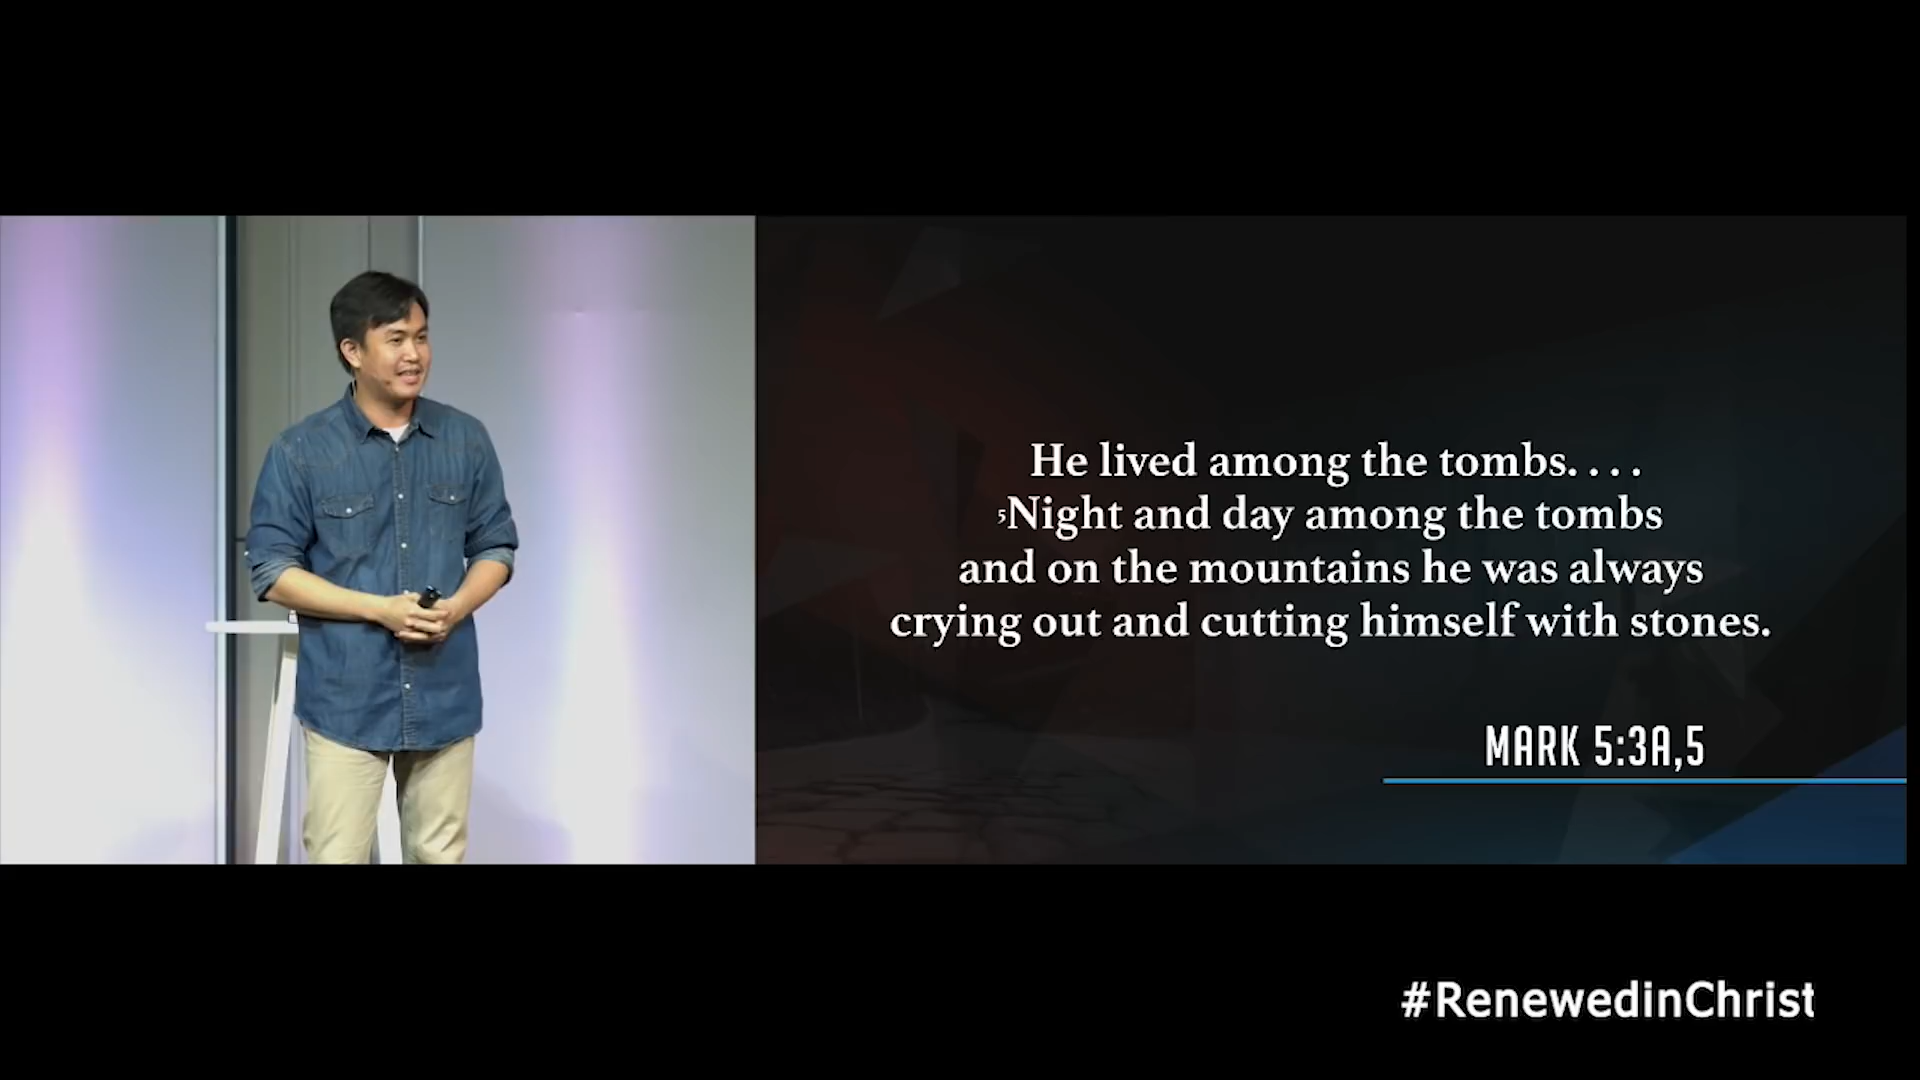 He lived among the tombs. . . .
5Night and day among the tombs
and on the mountains he was always
crying out and cutting himself with stones.
MARK 5:3A,5
#RenewedinChrist